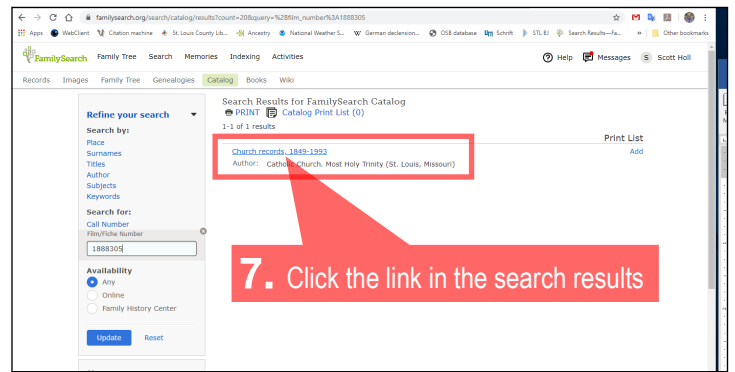 familysearch.org/search/catalog/results?count=20&query=%2Bfilm_number%3A1888305
Apps WebClient Citation machine St. Louis County Lib... Ancestry National Weather S... German declension... OSB database Schrift STL BJ Search Results—Fa... » Other bookmarks
FamilySearch Family Tree Search Memories Indexing Activities Help Messages S Scott Holl
Records Images Family Tree Genealogies Catalog Books Wiki
Refine your search
Search by:
Place
Surnames
Titles
Author
Subjects
Keywords
Search for:
Call Number
Film/Fiche Number
1888305
Availability
Any
Online
Family History Center
Update Reset
Search Results for FamilySearch Catalog
PRINT Catalog Print List (0)
1-1 of 1 results
Print List
Church records, 1849-1993 Add
Author: Catholic Church. Most Holy Trinity (St. Louis, Missouri)
7. Click the link in the search results